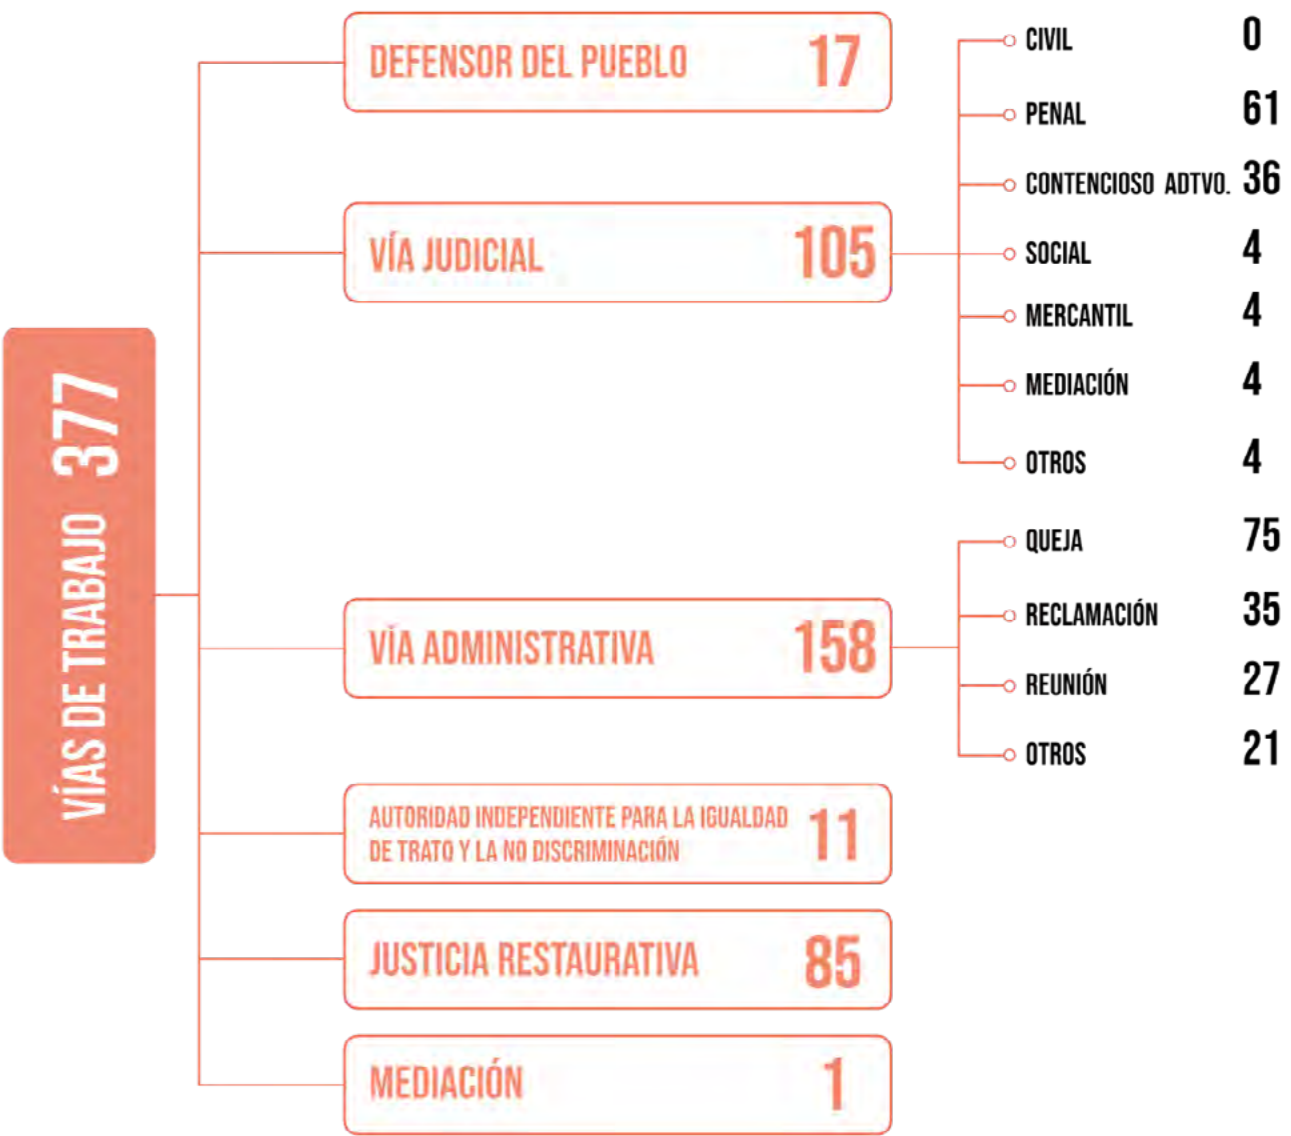 VÍAS DE TRABAJO 377
DEFENSOR DEL PUEBLO 17
VÍA JUDICIAL 105
CIVIL 0
PENAL 61
CONTENCIOSO ADTVO. 36
SOCIAL 4
MERCANTIL 4
MEDIACIÓN 4
OTROS 4
VÍA ADMINISTRATIVA 158
QUEJA 75
RECLAMACIÓN 35
REUNIÓN 27
OTROS 21
AUTORIDAD INDEPENDIENTE PARA LA IGUALDAD
DE TRATO Y LA NO DISCRIMINACIÓN 11
JUSTICIA RESTAURATIVA 85
MEDIACIÓN 1